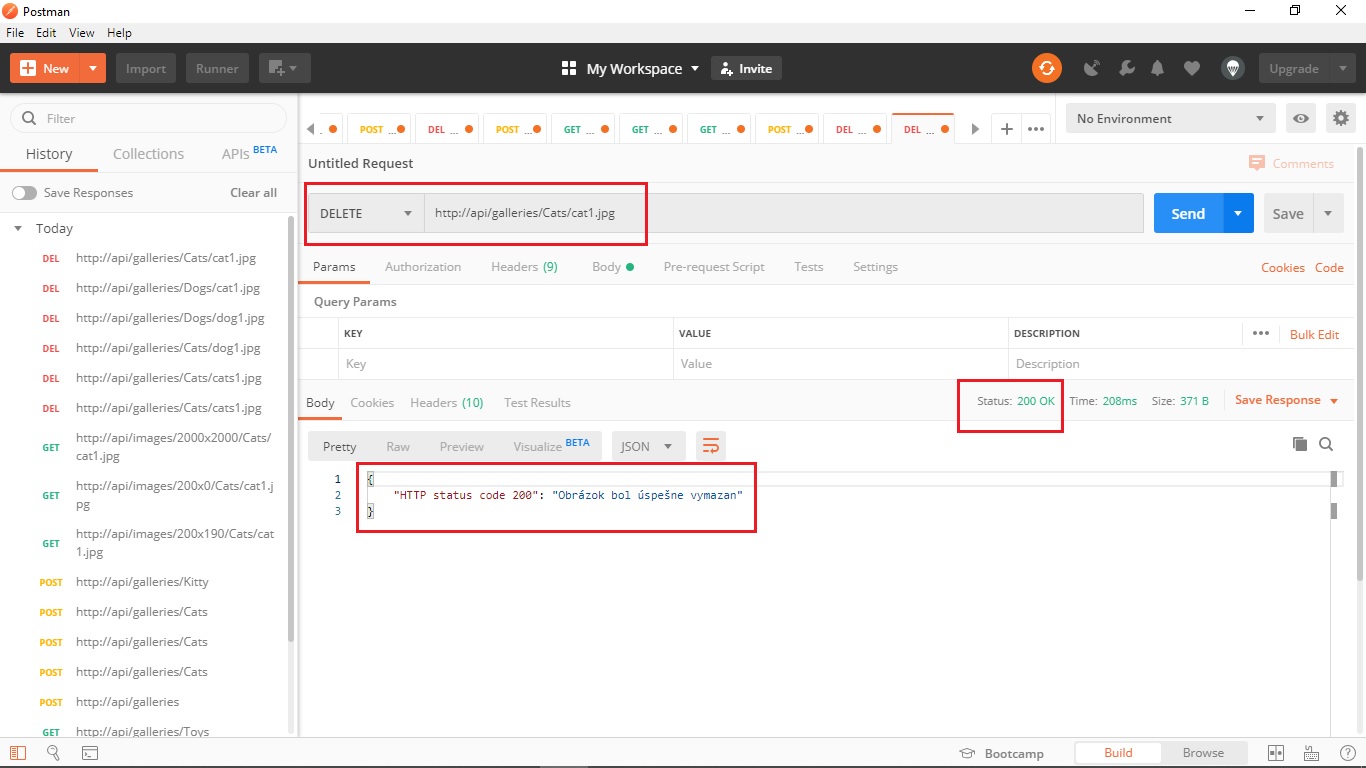 Postman
File Edit View Help
New Import Runner My Workspace Invite Upgrade
Filter
History Collections APIs BETA
Save Responses Clear all
Today
DEL http://api/galleries/Cats/cat1.jpg
DEL http://api/galleries/Dogs/cat1.jpg
DEL http://api/galleries/Dogs/dog1.jpg
DEL http://api/galleries/Cats/dog1.jpg
DEL http://api/galleries/Cats/cats1.jpg
DEL http://api/galleries/Cats/cats1.jpg
GET http://api/images/2000x2000/Cats/
cat1.jpg
GET http://api/images/200x0/Cats/cat1.j
pg
GET http://api/images/200x190/Cats/cat
1.jpg
POST http://api/galleries/Kitty
POST http://api/galleries/Cats
POST http://api/galleries/Cats
POST http://api/galleries/Cats
POST http://api/galleries
GET http://api/galleries/Toys
. POST ... DEL ... POST ... GET ... GET ... GET ... POST ... DEL ... DEL ... No Environment
Untitled Request Comments
DELETE http://api/galleries/Cats/cat1.jpg Send Save
Params Authorization Headers (9) Body Pre-request Script Tests Settings Cookies Code
Query Params
KEY VALUE DESCRIPTION ••• Bulk Edit
Key Value Description
Body Cookies Headers (10) Test Results Status: 200 OK Time: 208ms Size: 371 B Save Response
Pretty Raw Preview Visualize BETA JSON
1 {
2 "HTTP status code 200": "Obrázok bol úspešne vymazan"
3 }
Bootcamp Build Browse